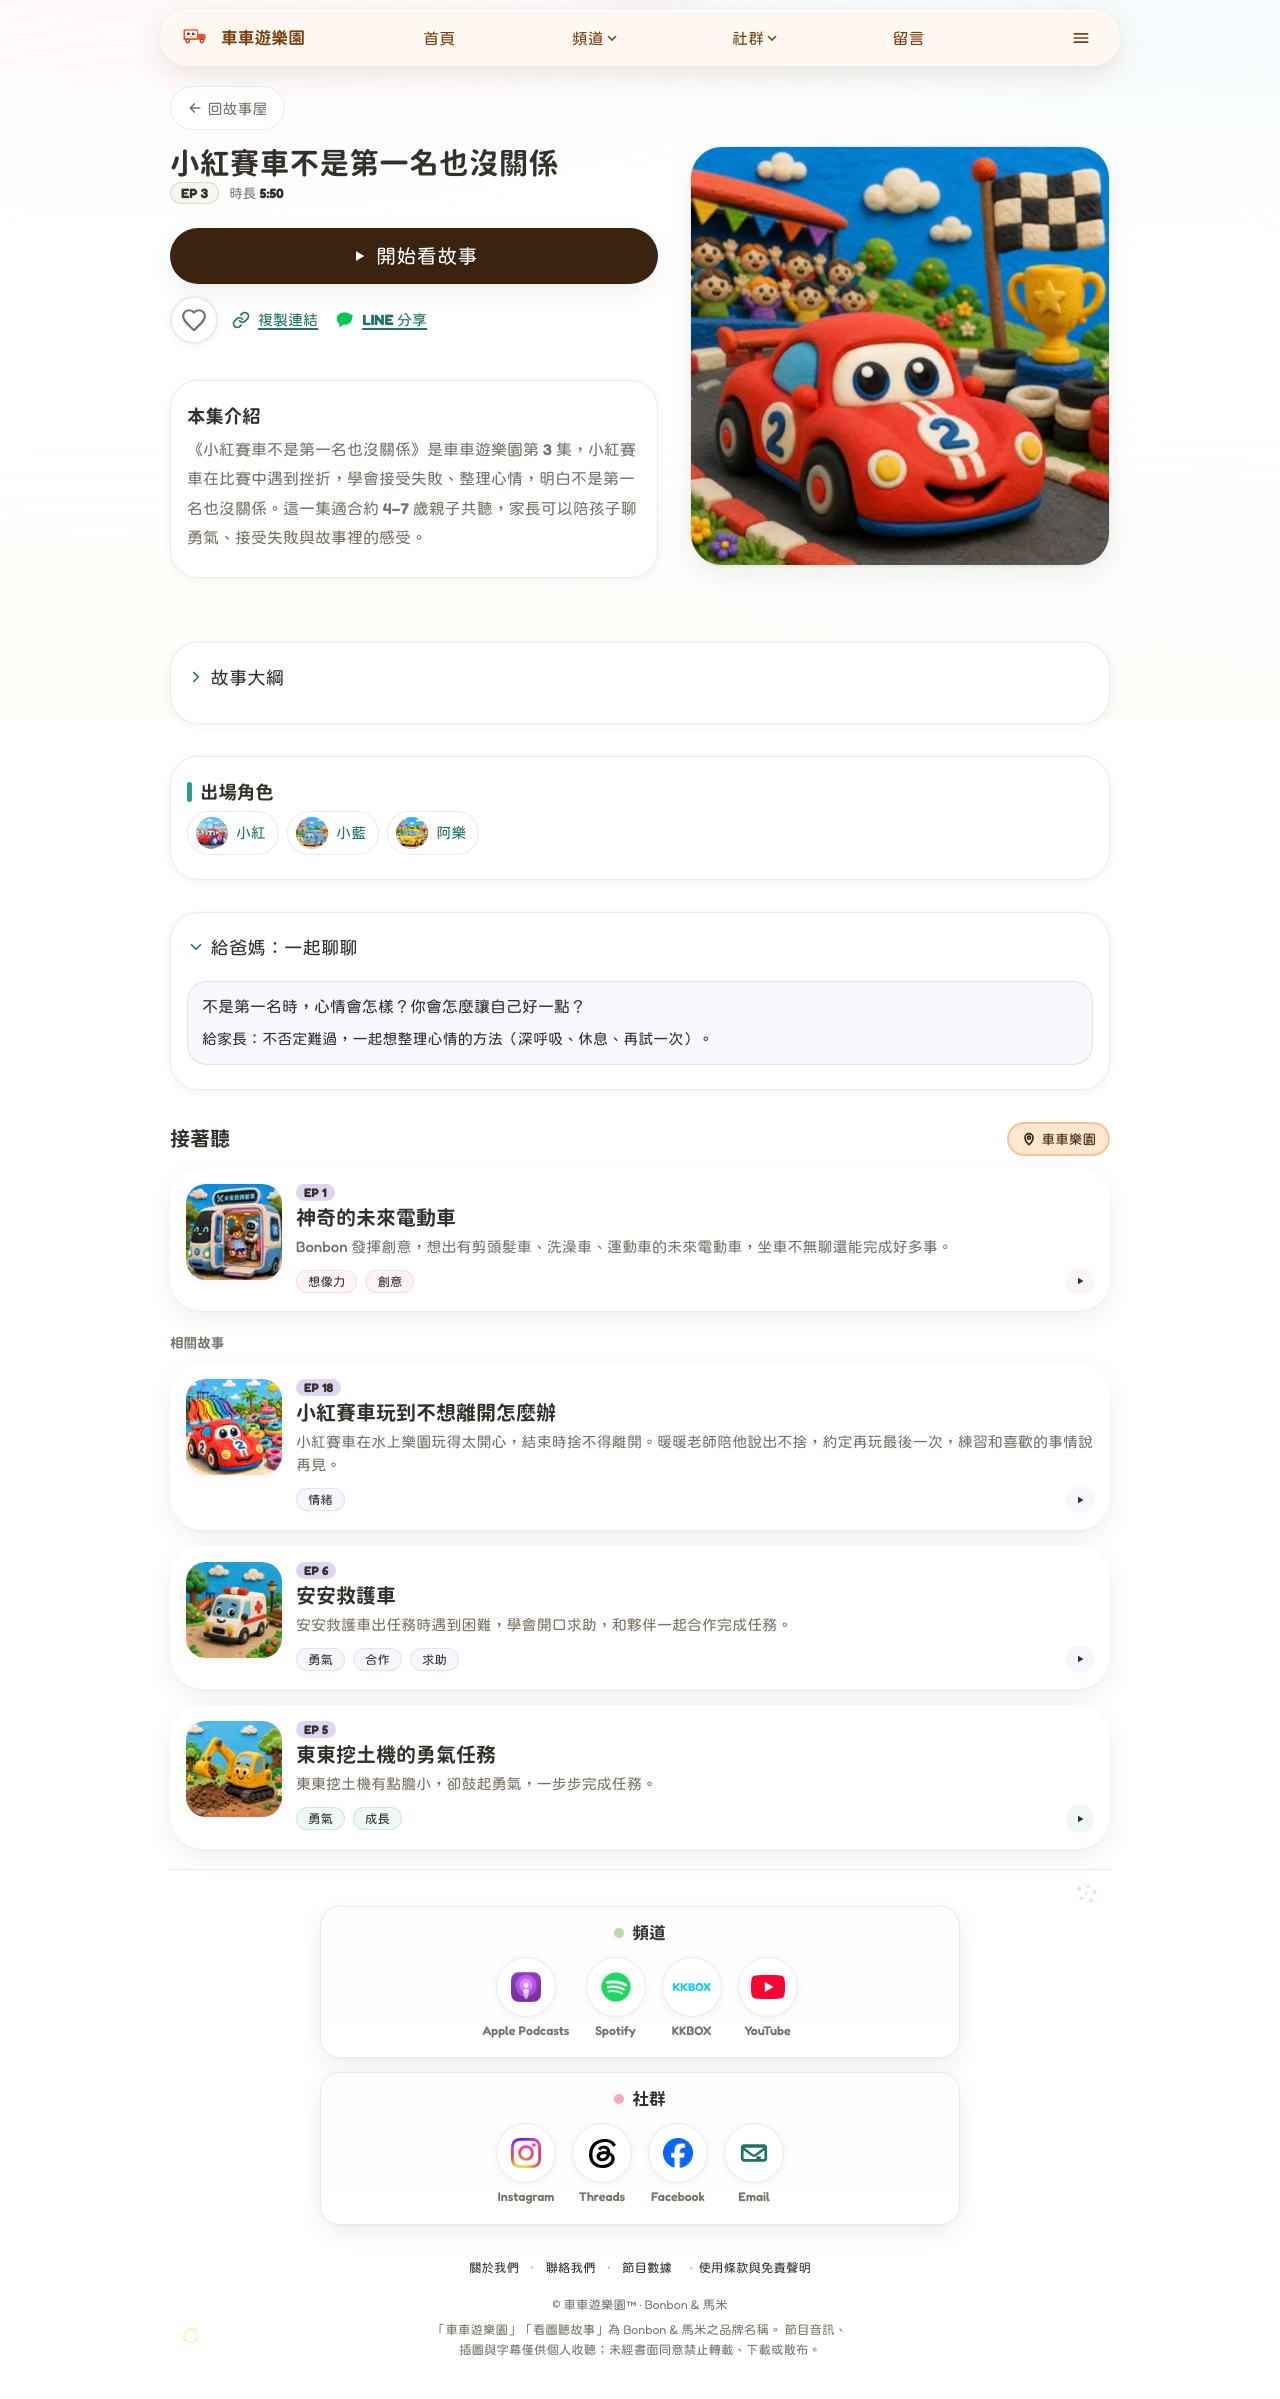 車車遊樂園
首頁
頻道
社群
留言
← 回故事屋
小紅賽車不是第一名也沒關係
EP 3
時長 5:50
開始看故事
複製連結
LINE 分享
本集介紹
《小紅賽車不是第一名也沒關係》是車車遊樂園第 3 集，小紅賽
車在比賽中遇到挫折，學會接受失敗、整理心情，明白不是第一
名也沒關係。這一集適合約 4–7 歲親子共聽，家長可以陪孩子聊
勇氣、接受失敗與故事裡的感受。
2
2
故事大綱
出場角色
小紅
小藍
阿樂
給爸媽：一起聊聊
不是第一名時，心情會怎樣？你會怎麼讓自己好一點？
給家長：不否定難過，一起想整理心情的方法（深呼吸、休息、再試一次）。
接著聽
車車樂園
EP 1
神奇的未來電動車
Bonbon 發揮創意，想出有剪頭髮車、洗澡車、運動車的未來電動車，坐車不無聊還能完成好多事。
想像力
創意
相關故事
EP 18
小紅賽車玩到不想離開怎麼辦
小紅賽車在水上樂園玩得太開心，結束時捨不得離開。暖暖老師陪他說出不捨，約定再玩最後一次，練習和喜歡的事情說
再見。
情緒
EP 6
安安救護車
安安救護車出任務時遇到困難，學會開口求助，和夥伴一起合作完成任務。
勇氣
合作
求助
EP 5
東東挖土機的勇氣任務
東東挖土機有點膽小，卻鼓起勇氣，一步步完成任務。
勇氣
成長
頻道
KKBOX
Apple Podcasts
Spotify
KKBOX
YouTube
社群
Instagram
Threads
Facebook
Email
關於我們 · 聯絡我們 · 節目數據 · 使用條款與免責聲明
© 車車遊樂園™ · Bonbon & 馬米
「車車遊樂園」「看圖聽故事」為 Bonbon & 馬米之品牌名稱。 節目音訊、
插圖與字幕僅供個人收聽；未經書面同意禁止轉載、下載或散布。